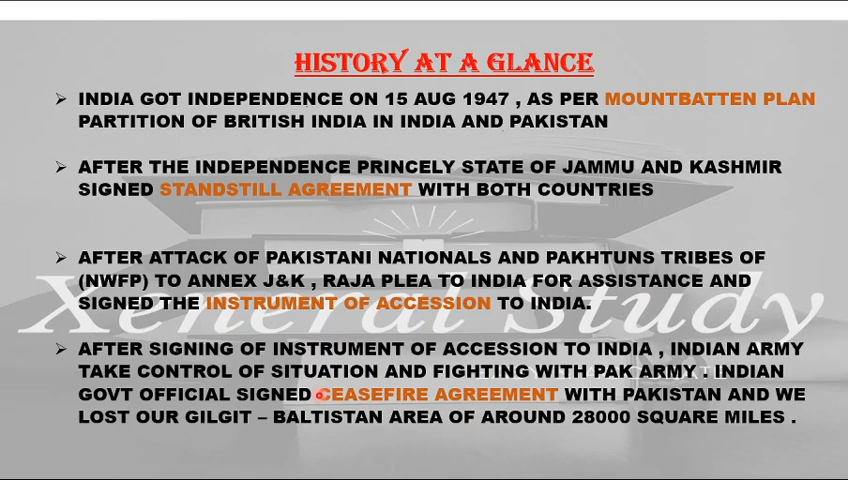 HISTORY AT A GLANCE
➢ INDIA GOT INDEPENDENCE ON 15 AUG 1947 , AS PER MOUNTBATTEN PLAN
PARTITION OF BRITISH INDIA IN INDIA AND PAKISTAN
➢ AFTER THE INDEPENDENCE PRINCELY STATE OF JAMMU AND KASHMIR
SIGNED STANDSTILL AGREEMENT WITH BOTH COUNTRIES
➢ AFTER ATTACK OF PAKISTANI NATIONALS AND PAKHTUNS TRIBES OF
(NWFP) TO ANNEX J&K , RAJA PLEA TO INDIA FOR ASSISTANCE AND
SIGNED THE INSTRUMENT OF ACCESSION TO INDIA.
Xeneral Study
➢ AFTER SIGNING OF INSTRUMENT OF ACCESSION TO INDIA , INDIAN ARMY
TAKE CONTROL OF SITUATION AND FIGHTING WITH PAK ARMY . INDIAN
GOVT OFFICIAL SIGNED CEASEFIRE AGREEMENT WITH PAKISTAN AND WE
LOST OUR GILGIT – BALTISTAN AREA OF AROUND 28000 SQUARE MILES .